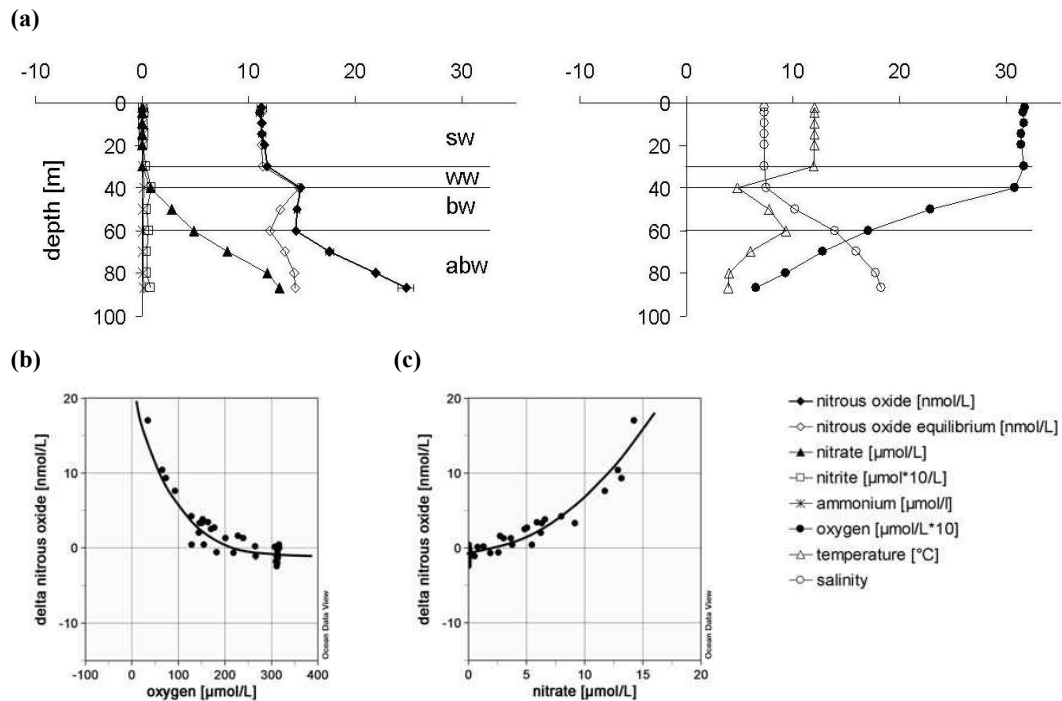 (a)
-10 0 10 20 30
-10 0 10 20 30
0
20
40
60
80
100
depth [m]
sw
ww
bw
abw
0
20
40
60
80
100
(b)
20
10
0
-10
delta nitrous oxide [nmol/L]
-100 0 100 200 300 400
oxygen [µmol/L]
Ocean Data View
(c)
20
10
0
-10
delta nitrous oxide [nmol/L]
0 5 10 15 20
nitrate [µmol/L]
Ocean Data View
nitrous oxide [nmol/L]
nitrous oxide equilibrium [nmol/L]
nitrate [µmol/L]
nitrite [µmol*10/L]
ammonium [µmol/l]
oxygen [µmol/L*10]
temperature [°C]
salinity